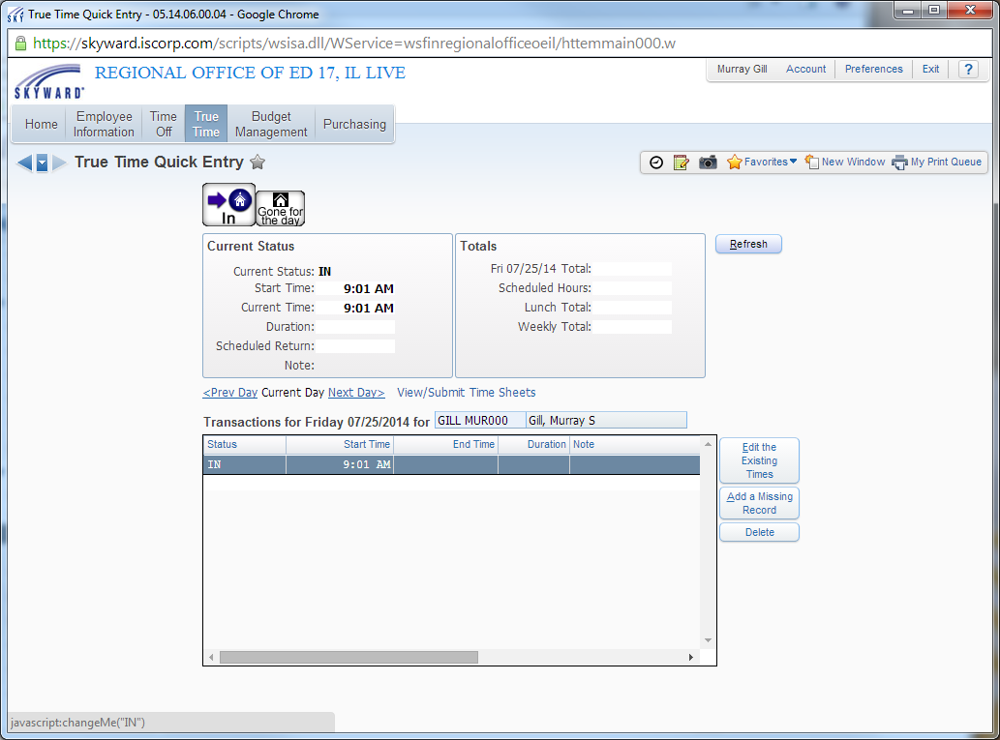 True Time Quick Entry - 05.14.06.00.04 - Google Chrome
https://skyward.iscorp.com/scripts/wsisa.dll/WService=wsfinregionalofficeoeil/httemmain000.w
SKYWARD REGIONAL OFFICE OF ED 17, IL LIVE
Murray Gill Account Preferences Exit ?
Home Employee Information Time Off True Time Budget Management Purchasing
True Time Quick Entry
Favorites New Window My Print Queue
In
Gone for
the day
Current Status
Current Status: IN
Start Time: 9:01 AM
Current Time: 9:01 AM
Duration:
Scheduled Return:
Note:
Totals
Fri 07/25/14 Total:
Scheduled Hours:
Lunch Total:
Weekly Total:
Refresh
<Prev Day Current Day Next Day> View/Submit Time Sheets
Transactions for Friday 07/25/2014 for GILL MUR000 Gill, Murray S
Status Start Time End Time Duration Note
IN 9:01 AM
Edit the
Existing
Times
Add a Missing
Record
Delete
javascript:changeMe("IN")